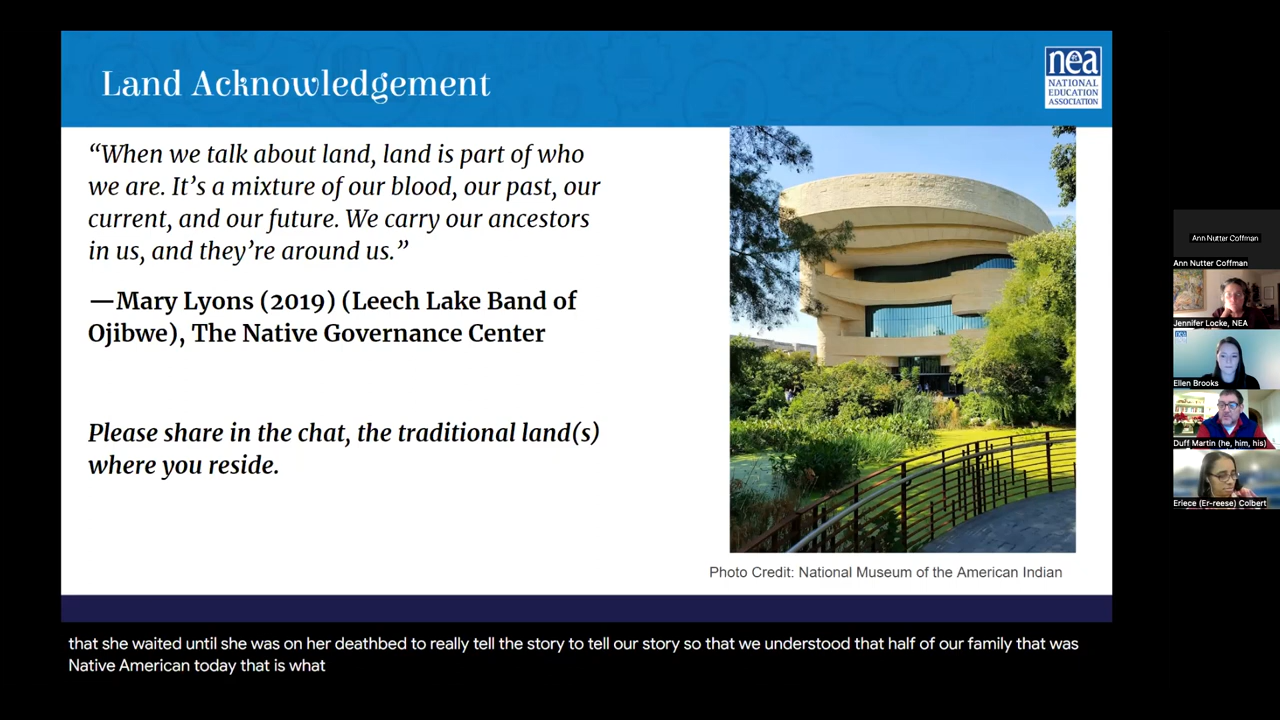 Land Acknowledgement
nea
NATIONAL
EDUCATION
ASSOCIATION
“When we talk about land, land is part of who
we are. It’s a mixture of our blood, our past, our
current, and our future. We carry our ancestors
in us, and they’re around us.”
—Mary Lyons (2019) (Leech Lake Band of
Ojibwe), The Native Governance Center
Please share in the chat, the traditional land(s)
where you reside.
Photo Credit: National Museum of the American Indian
Ann Nutter Coffman
Ann Nutter Coffman
Jennifer Locke, NEA
nea
Ellen Brooks
Duff Martin (he, him, his)
Eriece (Er-reese) Colbert
that she waited until she was on her deathbed to really tell the story to tell our story so that we understood that half of our family that was
Native American today that is what